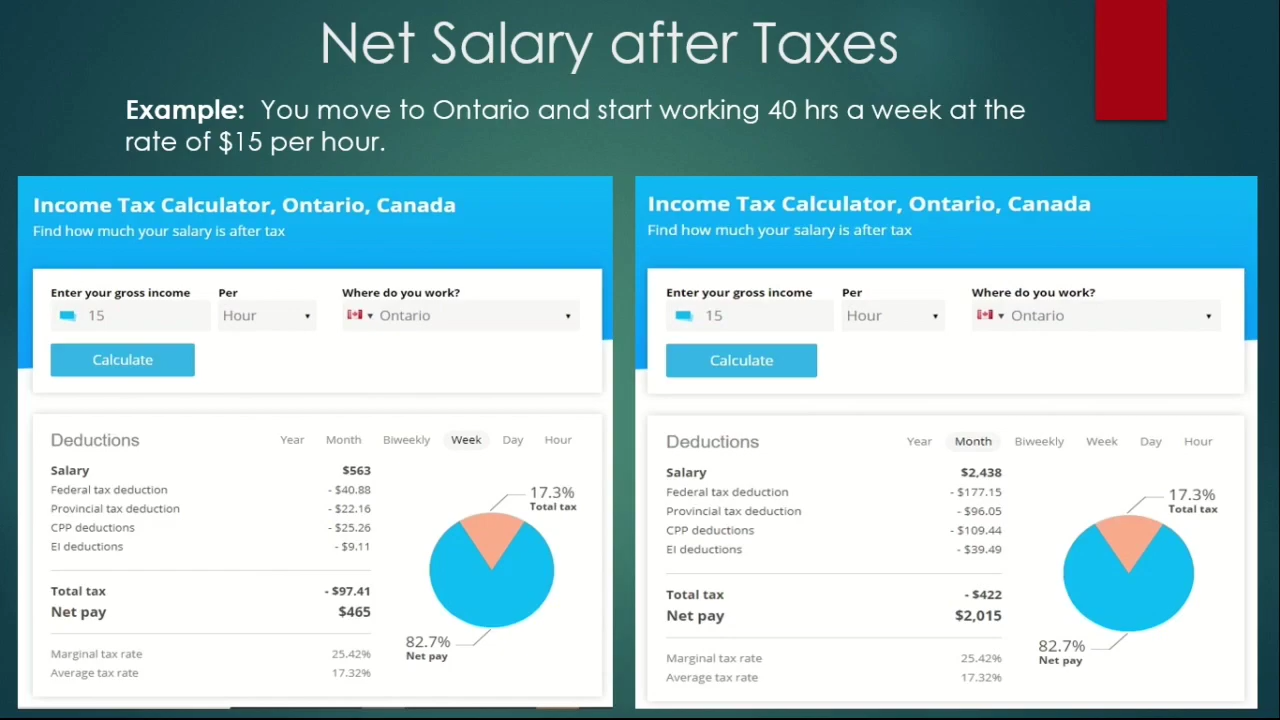 Net Salary after Taxes
Example: You move to Ontario and start working 40 hrs a week at the
rate of $15 per hour.
Income Tax Calculator, Ontario, Canada
Find how much your salary is after tax
Enter your gross income Per Where do you work?
15 Hour Ontario
Calculate
Deductions Year Month Biweekly Week Day Hour
Salary $563
Federal tax deduction - $40.88
Provincial tax deduction - $22.16
CPP deductions - $25.26
EI deductions - $9.11
Total tax - $97.41
Net pay $465
Marginal tax rate 25.42%
Average tax rate 17.32%
17.3%
Total tax
82.7%
Net pay
Income Tax Calculator, Ontario, Canada
Find how much your salary is after tax
Enter your gross income Per Where do you work?
15 Hour Ontario
Calculate
Deductions Year Month Biweekly Week Day Hour
Salary $2,438
Federal tax deduction - $177.15
Provincial tax deduction - $96.05
CPP deductions - $109.44
EI deductions - $39.49
Total tax - $422
Net pay $2,015
Marginal tax rate 25.42%
Average tax rate 17.32%
17.3%
Total tax
82.7%
Net pay